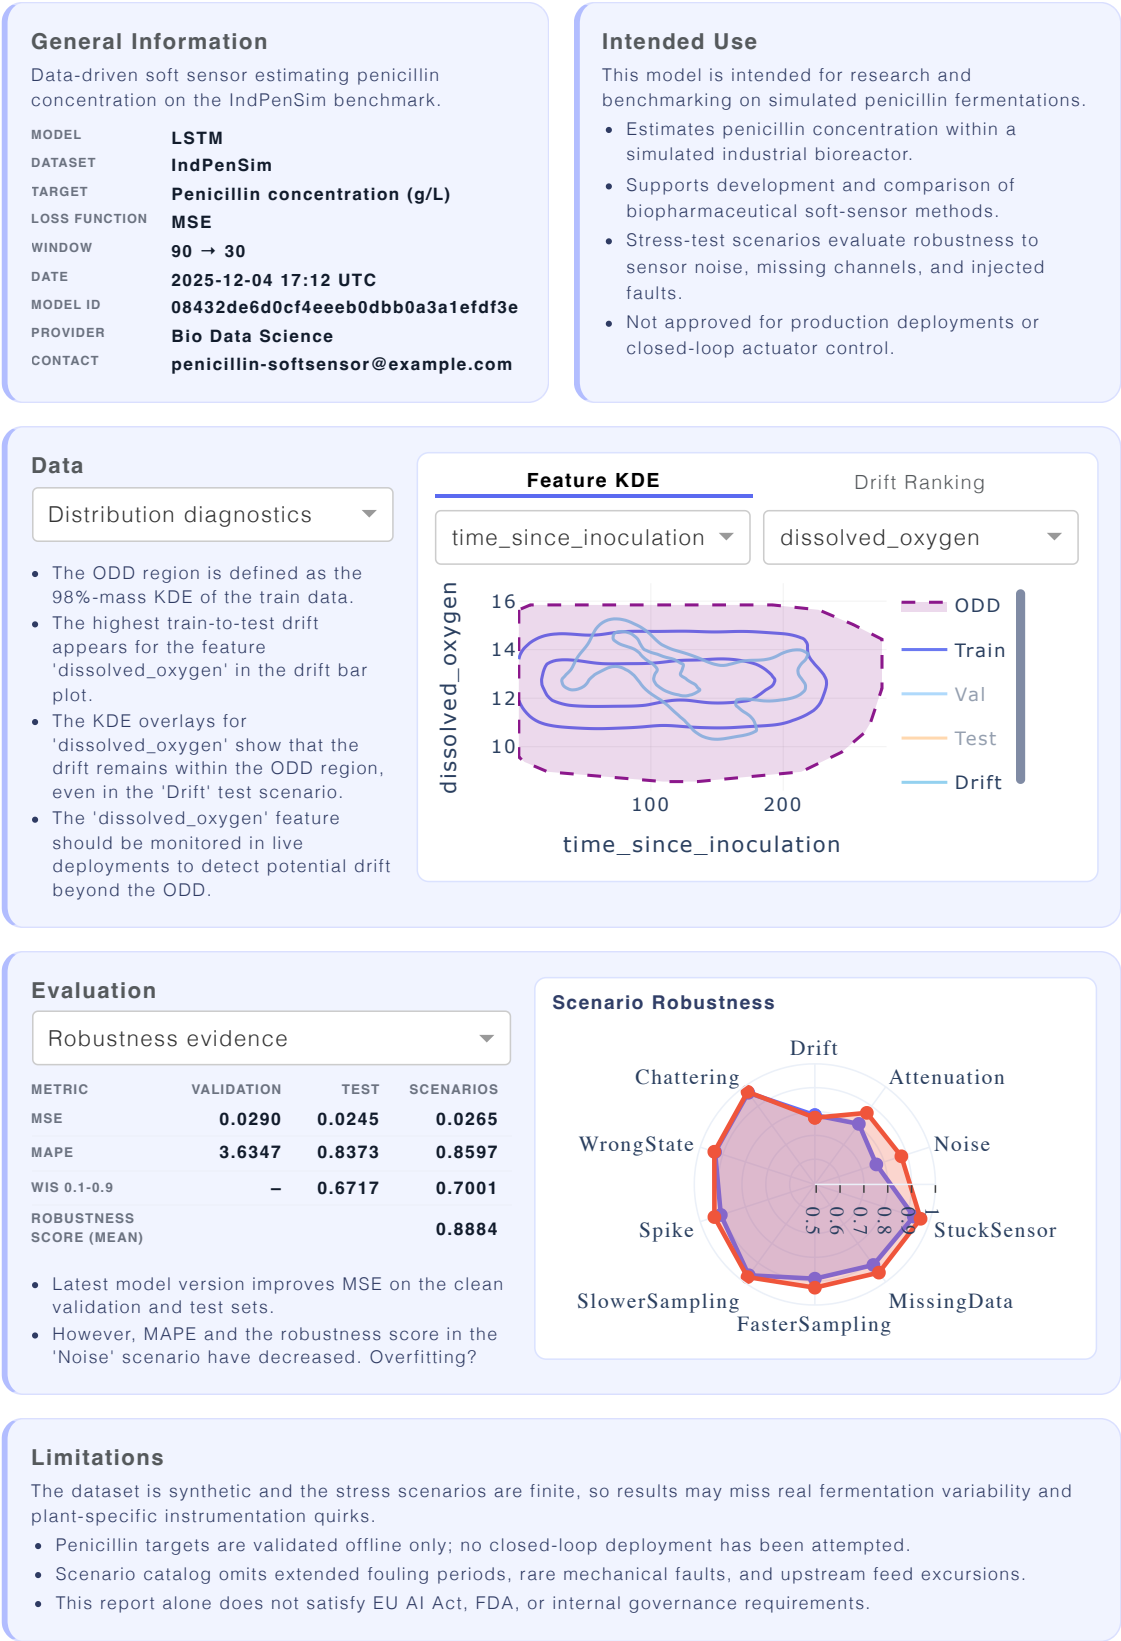 General Information
Data-driven soft sensor estimating penicillin
concentration on the IndPenSim benchmark.
MODEL LSTM
DATASET IndPenSim
TARGET Penicillin concentration (g/L)
LOSS FUNCTION MSE
WINDOW 90 → 30
DATE 2025-12-04 17:12 UTC
MODEL ID 08432de6d0cf4eeeb0dbb0a3a1efdf3e
PROVIDER Bio Data Science
CONTACT penicillin-softsensor@example.com
Intended Use
This model is intended for research and
benchmarking on simulated penicillin fermentations.
• Estimates penicillin concentration within a
simulated industrial bioreactor.
• Supports development and comparison of
biopharmaceutical soft-sensor methods.
• Stress-test scenarios evaluate robustness to
sensor noise, missing channels, and injected
faults.
• Not approved for production deployments or
closed-loop actuator control.
Data
Distribution diagnostics
• The ODD region is defined as the
98%-mass KDE of the train data.
• The highest train-to-test drift
appears for the feature
'dissolved_oxygen' in the drift bar
plot.
• The KDE overlays for
'dissolved_oxygen' show that the
drift remains within the ODD region,
even in the 'Drift' test scenario.
• The 'dissolved_oxygen' feature
should be monitored in live
deployments to detect potential drift
beyond the ODD.
Feature KDE Drift Ranking
time_since_inoculation dissolved_oxygen
dissolved_oxygen
16
14
12
10
100 200
time_since_inoculation
ODD
Train
Val
Test
Drift
Evaluation
Robustness evidence
METRIC VALIDATION TEST SCENARIOS
MSE 0.0290 0.0245 0.0265
MAPE 3.6347 0.8373 0.8597
WIS 0.1-0.9 – 0.6717 0.7001
ROBUSTNESS
SCORE (MEAN) 0.8884
• Latest model version improves MSE on the clean
validation and test sets.
• However, MAPE and the robustness score in the
'Noise' scenario have decreased. Overfitting?
Scenario Robustness
Drift
Chattering Attenuation
WrongState Noise
0.5 0.6 0.7 0.8 0.9 1
Spike StuckSensor
SlowerSampling MissingData
FasterSampling
Limitations
The dataset is synthetic and the stress scenarios are finite, so results may miss real fermentation variability and
plant-specific instrumentation quirks.
• Penicillin targets are validated offline only; no closed-loop deployment has been attempted.
• Scenario catalog omits extended fouling periods, rare mechanical faults, and upstream feed excursions.
• This report alone does not satisfy EU AI Act, FDA, or internal governance requirements.